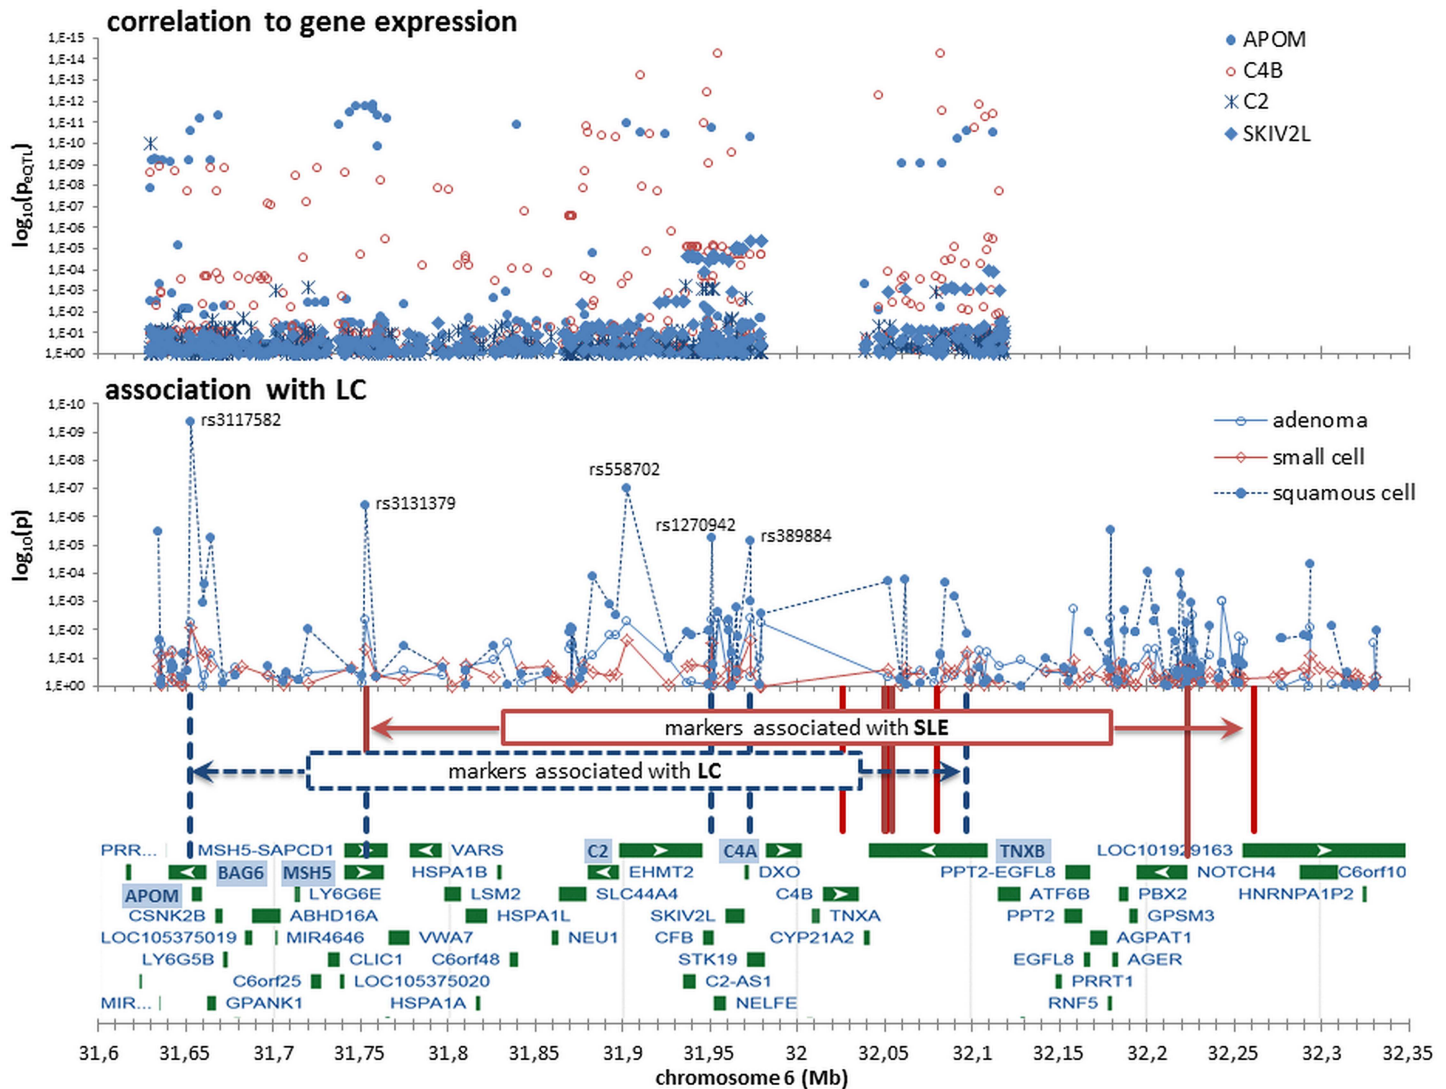 correlation to gene expression
1,E-15
1,E-14
1,E-13
1,E-12
1,E-11
1,E-10
1,E-09
1,E-08
1,E-07
1,E-06
1,E-05
1,E-04
1,E-03
1,E-02
1,E-01
1,E+00
log10(peQTL)
APOM
C4B
C2
SKIV2L
association with LC
1,E-10
1,E-09
1,E-08
1,E-07
1,E-06
1,E-05
1,E-04
1,E-03
1,E-02
1,E-01
1,E+00
log10(p)
rs3117582
rs3131379
rs558702
rs1270942
rs389884
adenoma
small cell
squamous cell
markers associated with SLE
markers associated with LC
PRR... MSH5-SAPCD1 VARS C2 C4A TNXB LOC101929163
BAG6 MSH5 HSPA1B EHMT2 DXO PPT2-EGFL8 NOTCH4 C6orf10
APOM LY6G6E LSM2 SLC44A4 C4B ATF6B PBX2 HNRNPA1P2
CSNK2B ABHD16A HSPA1L SKIV2L TNXA PPT2 GPSM3
LOC105375019 MIR4646 VWA7 NEU1 CFB CYP21A2 AGPAT1
LY6G5B CLIC1 C6orf48 STK19 EGFL8 AGER
C6orf25 LOC105375020 C2-AS1 PRRT1
MIR... GPANK1 HSPA1A NELFE RNF5
31,6 31,65 31,7 31,75 31,8 31,85 31,9 31,95 32 32,05 32,1 32,15 32,2 32,25 32,3 32,35
chromosome 6 (Mb)